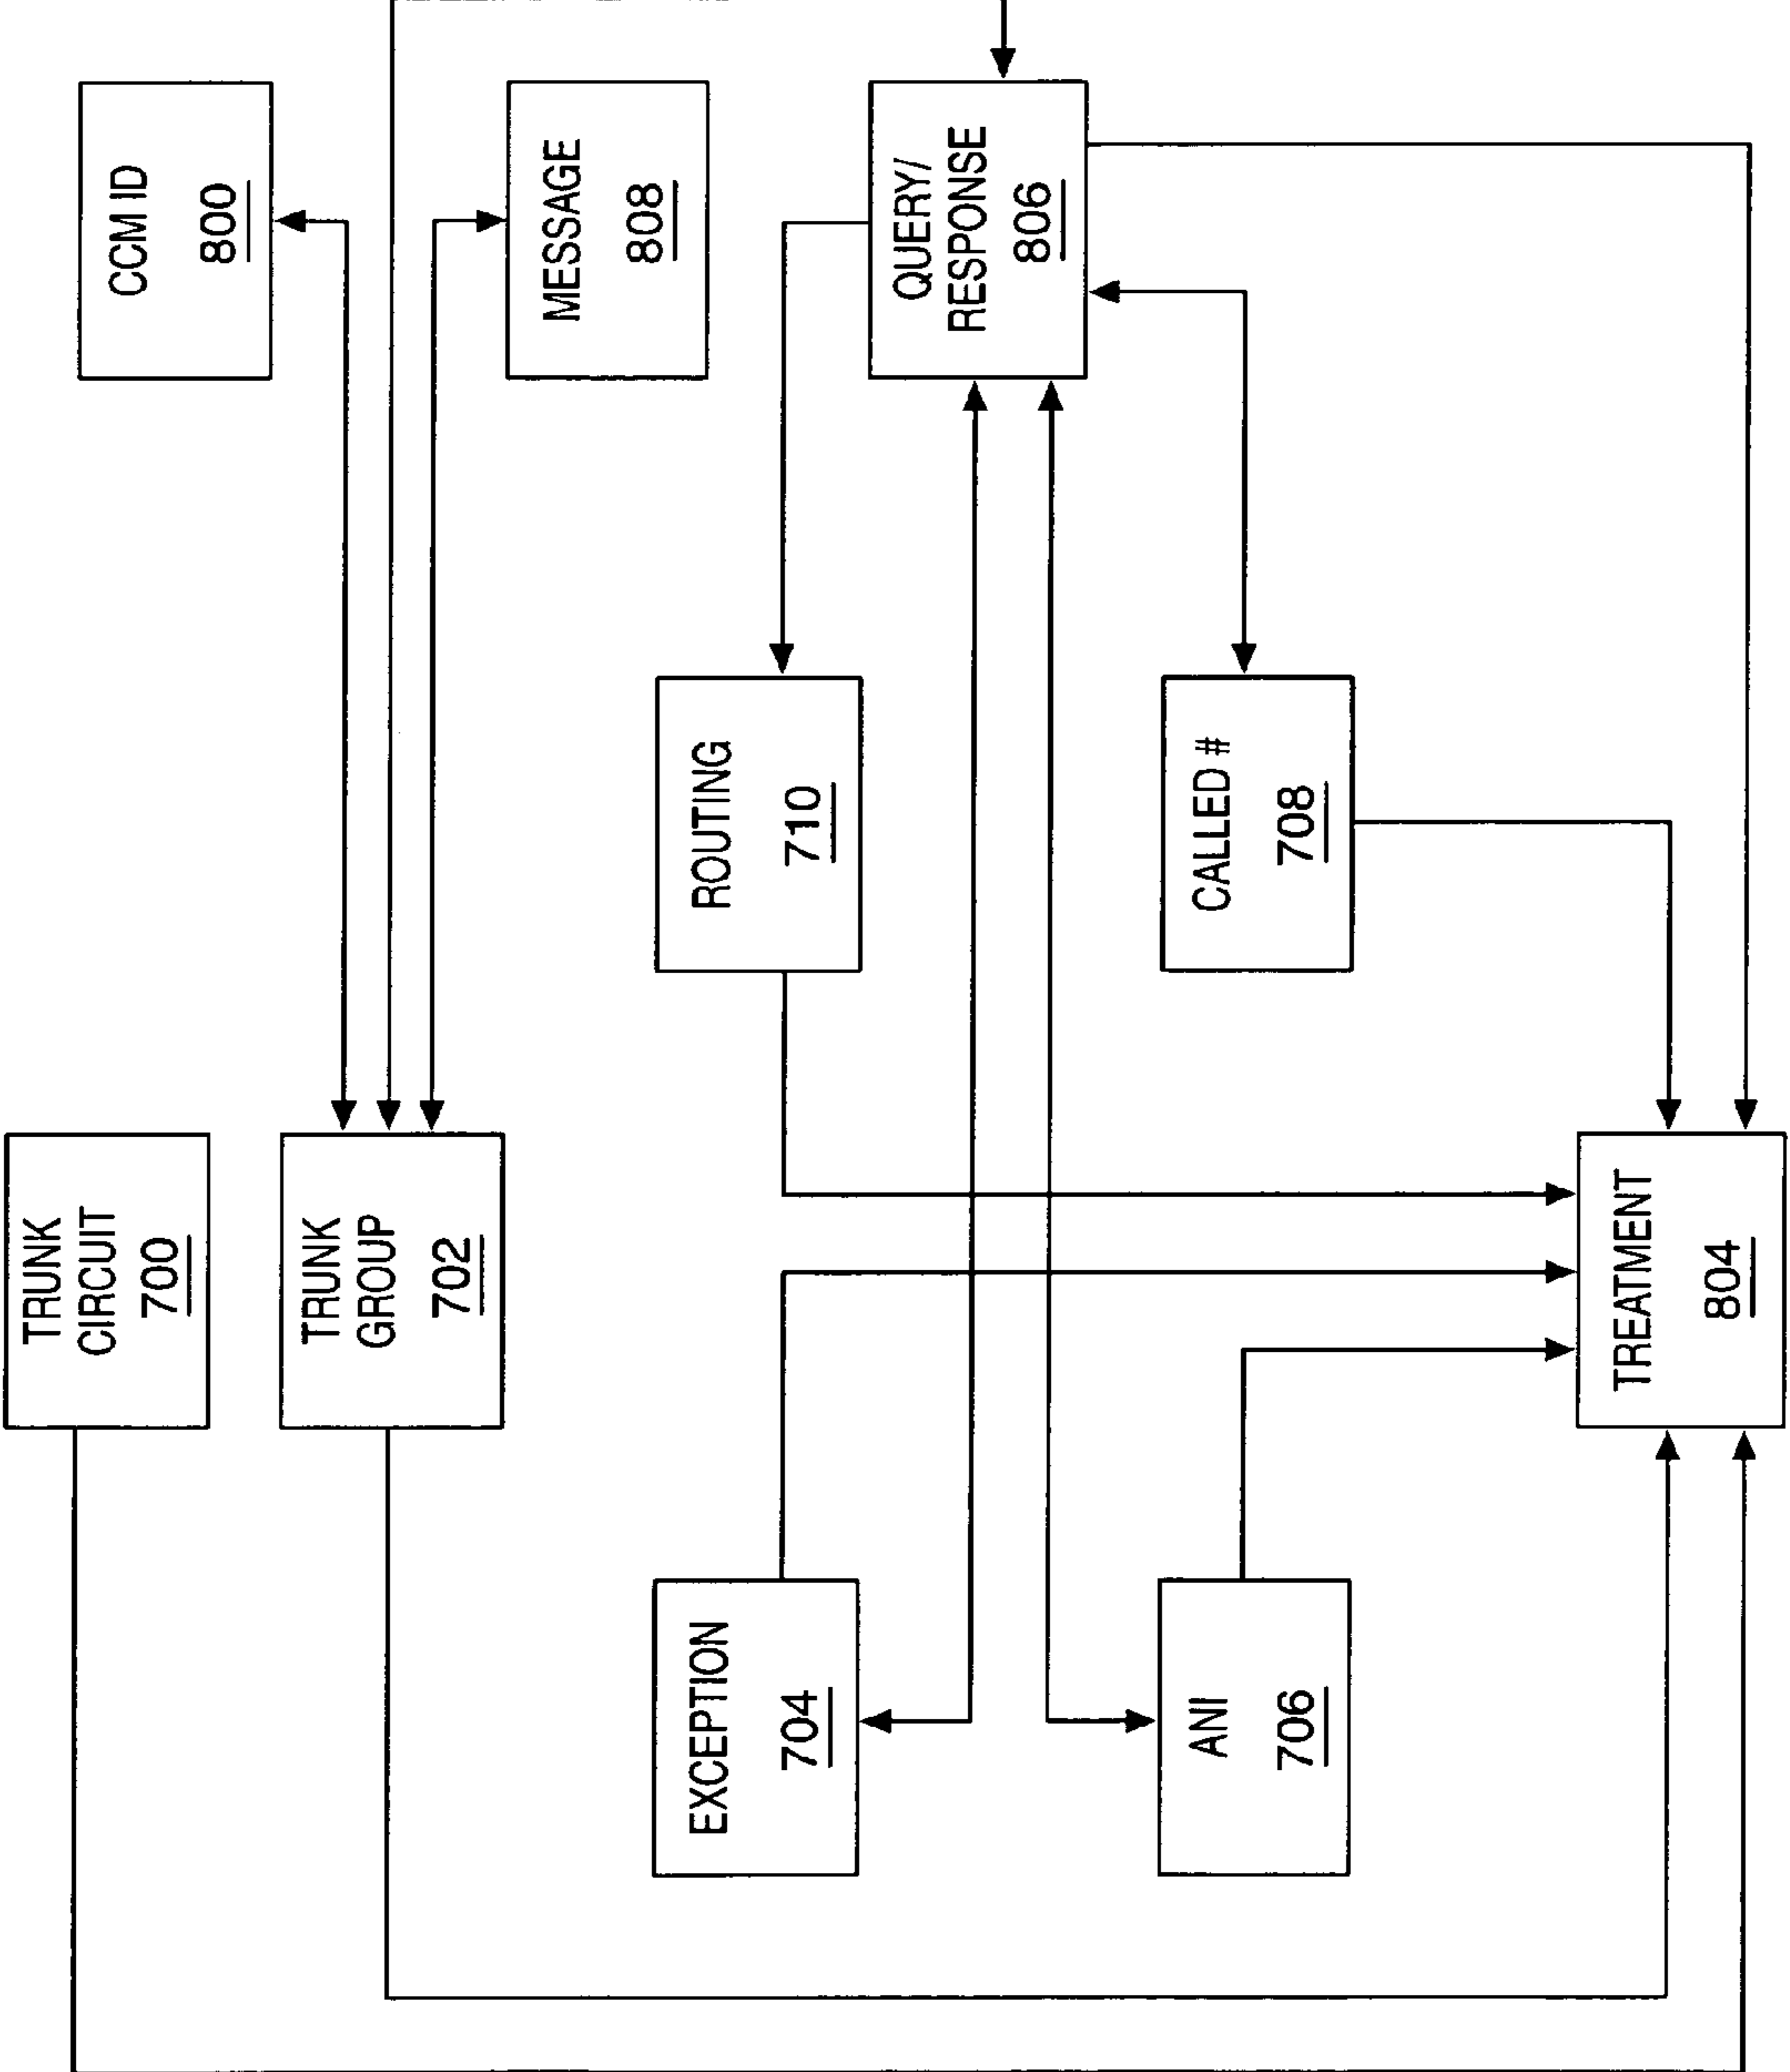 TRUNK
CIRCUIT
700
CCM ID
800
TRUNK
GROUP
702
MESSAGE
808
EXCEPTION
704
ROUTING
710
QUERY/
RESPONSE
806
ANI
706
CALLED #
708
TREATMENT
804